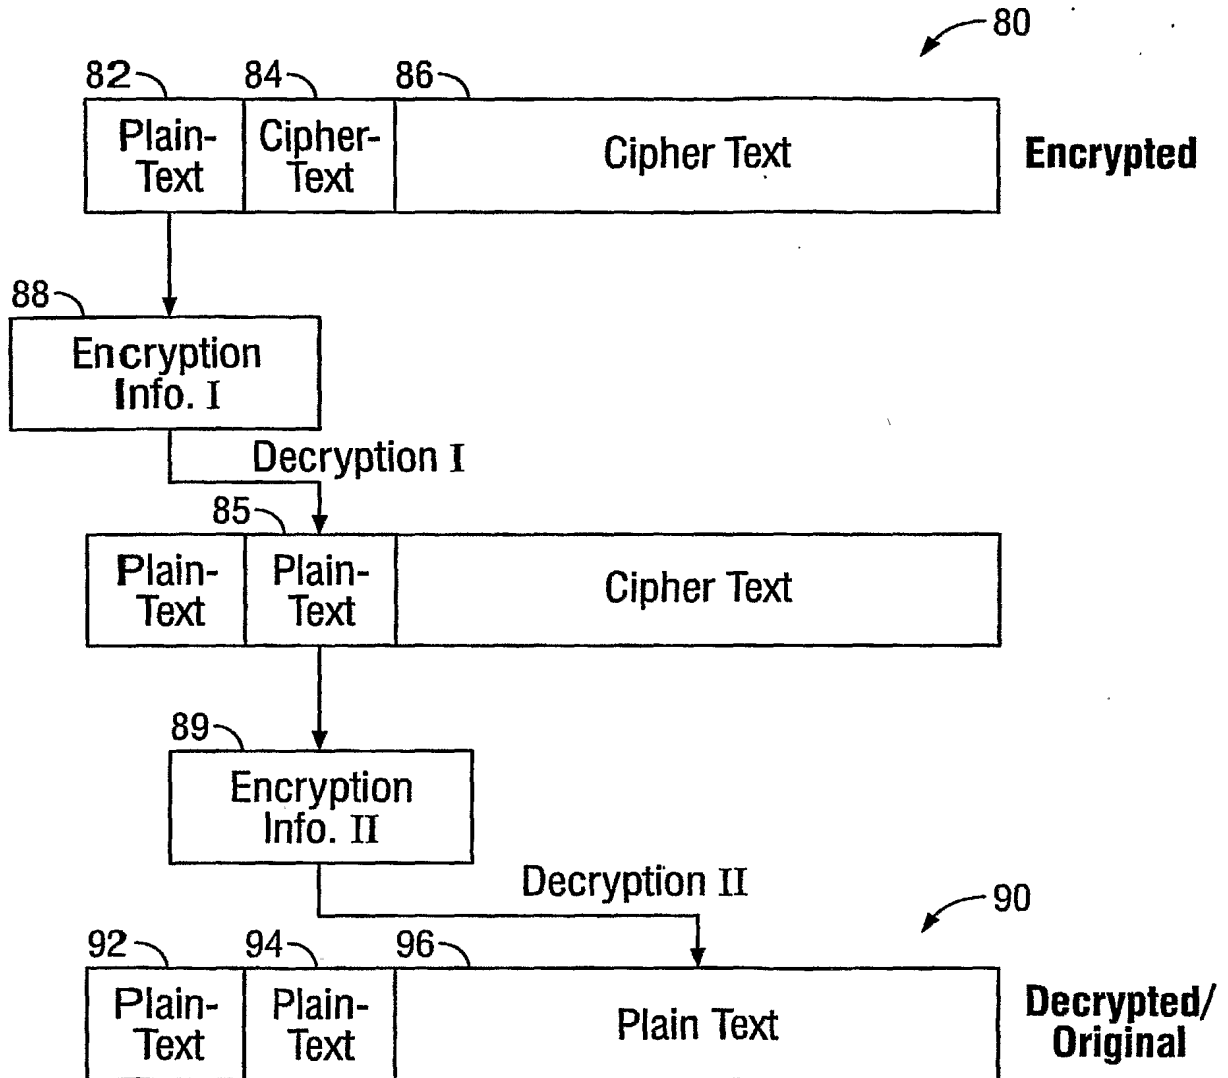 80
82 84 86
Plain-
Text
Cipher-
Text
Cipher Text
Encrypted
88
Encryption
Info. I
Decryption I
85
Plain-
Text
Plain-
Text
Cipher Text
89
Encryption
Info. II
Decryption II
90
92 94 96
Plain-
Text
Plain-
Text
Plain Text
Decrypted/
Original